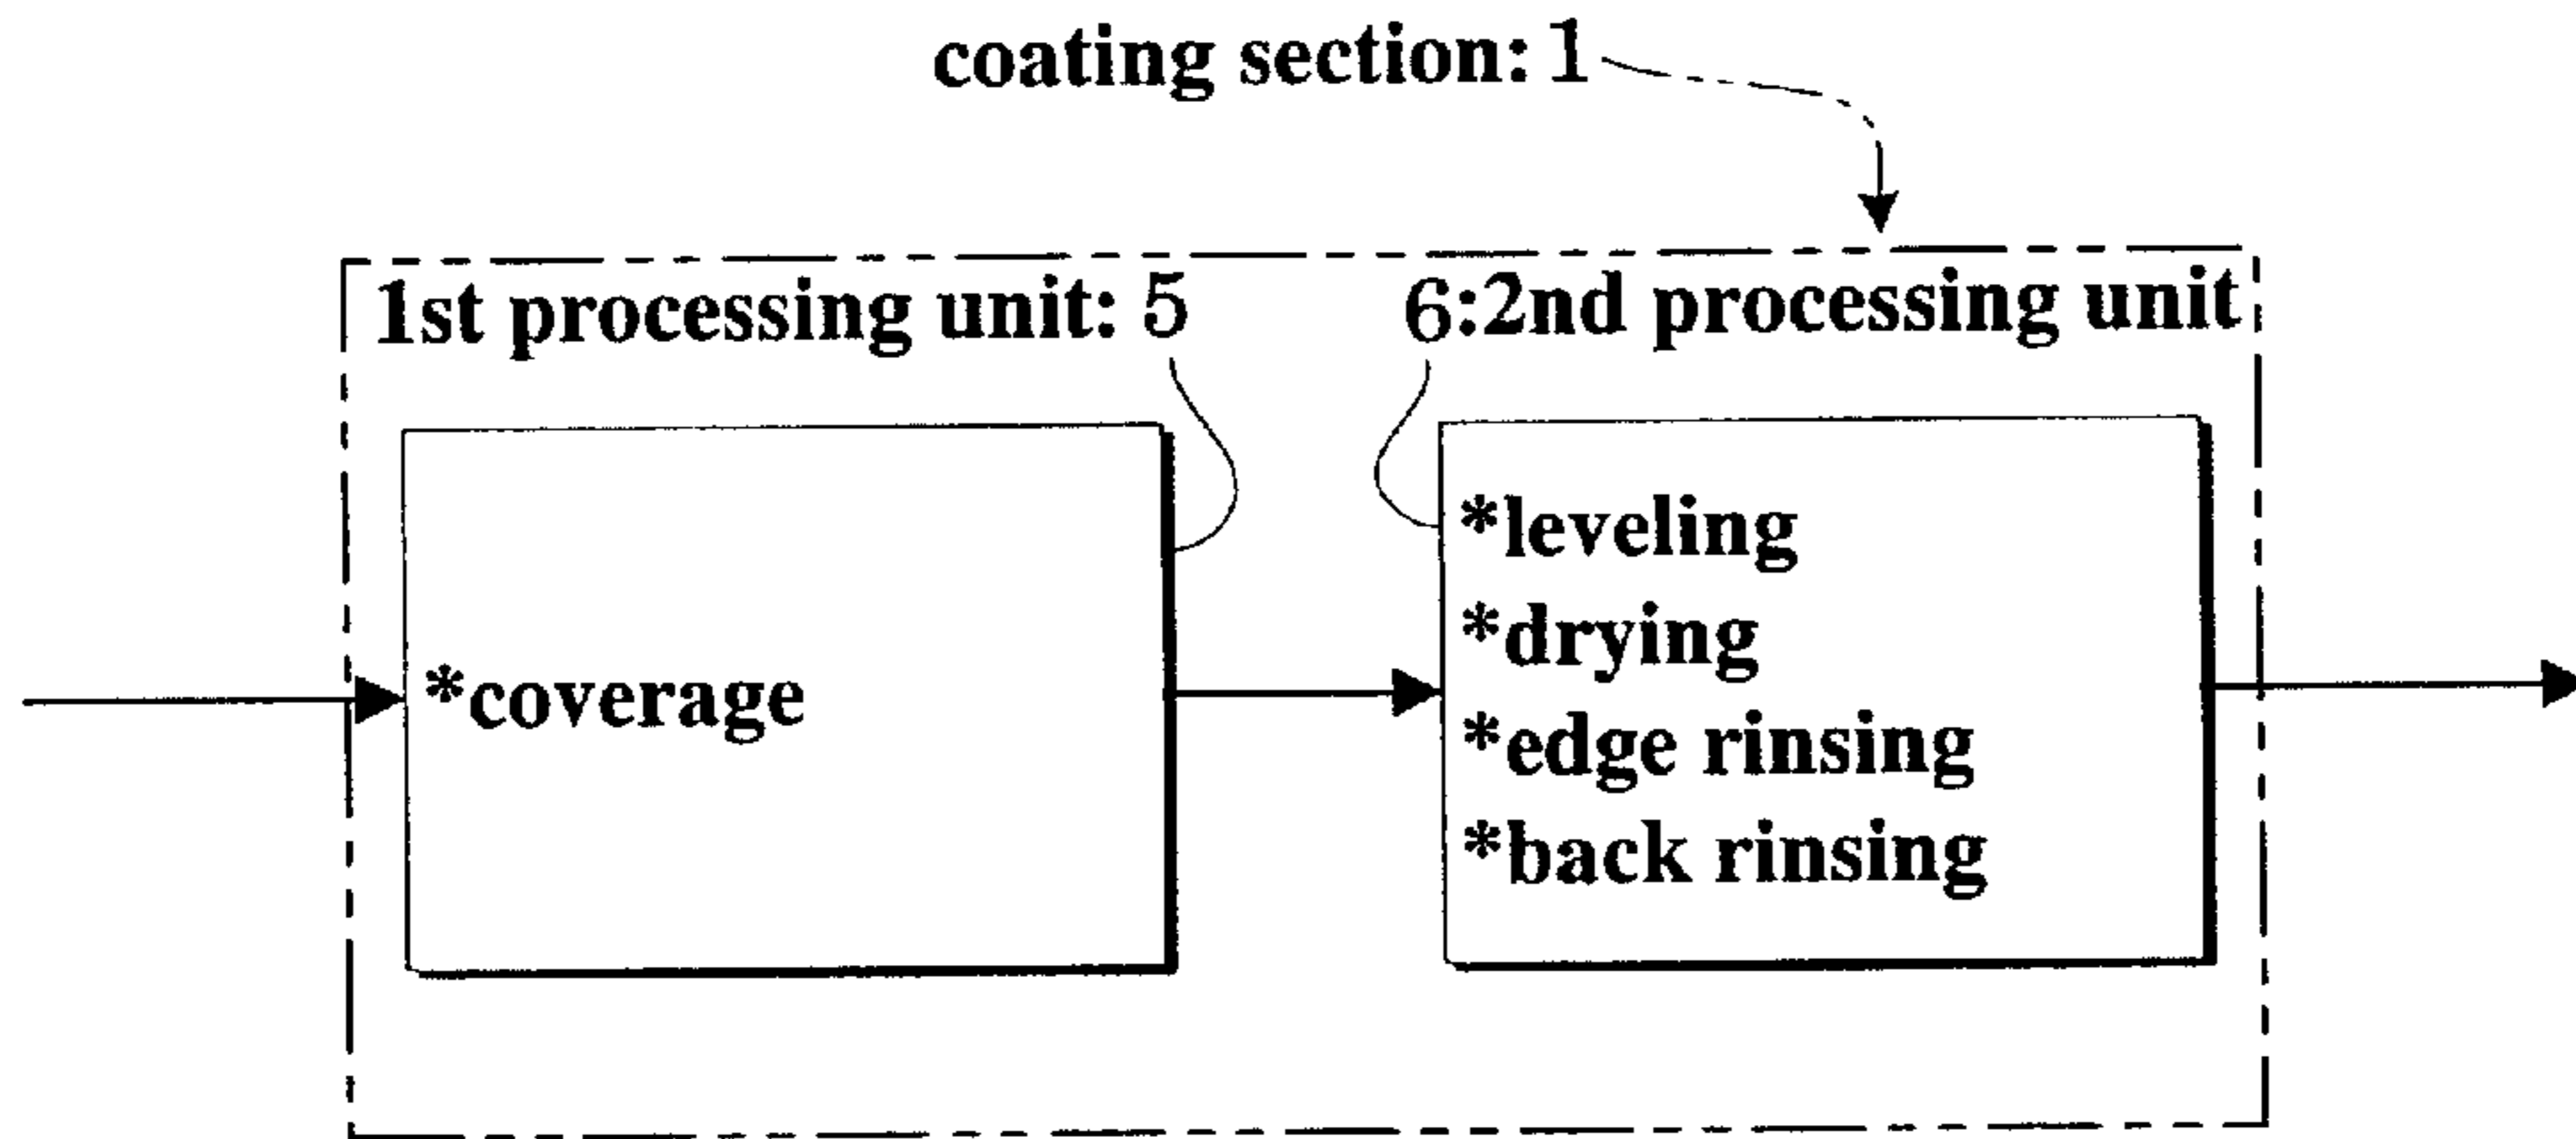 coating section: 1
1st processing unit: 5
6:2nd processing unit
*coverage
*leveling
*drying
*edge rinsing
*back rinsing